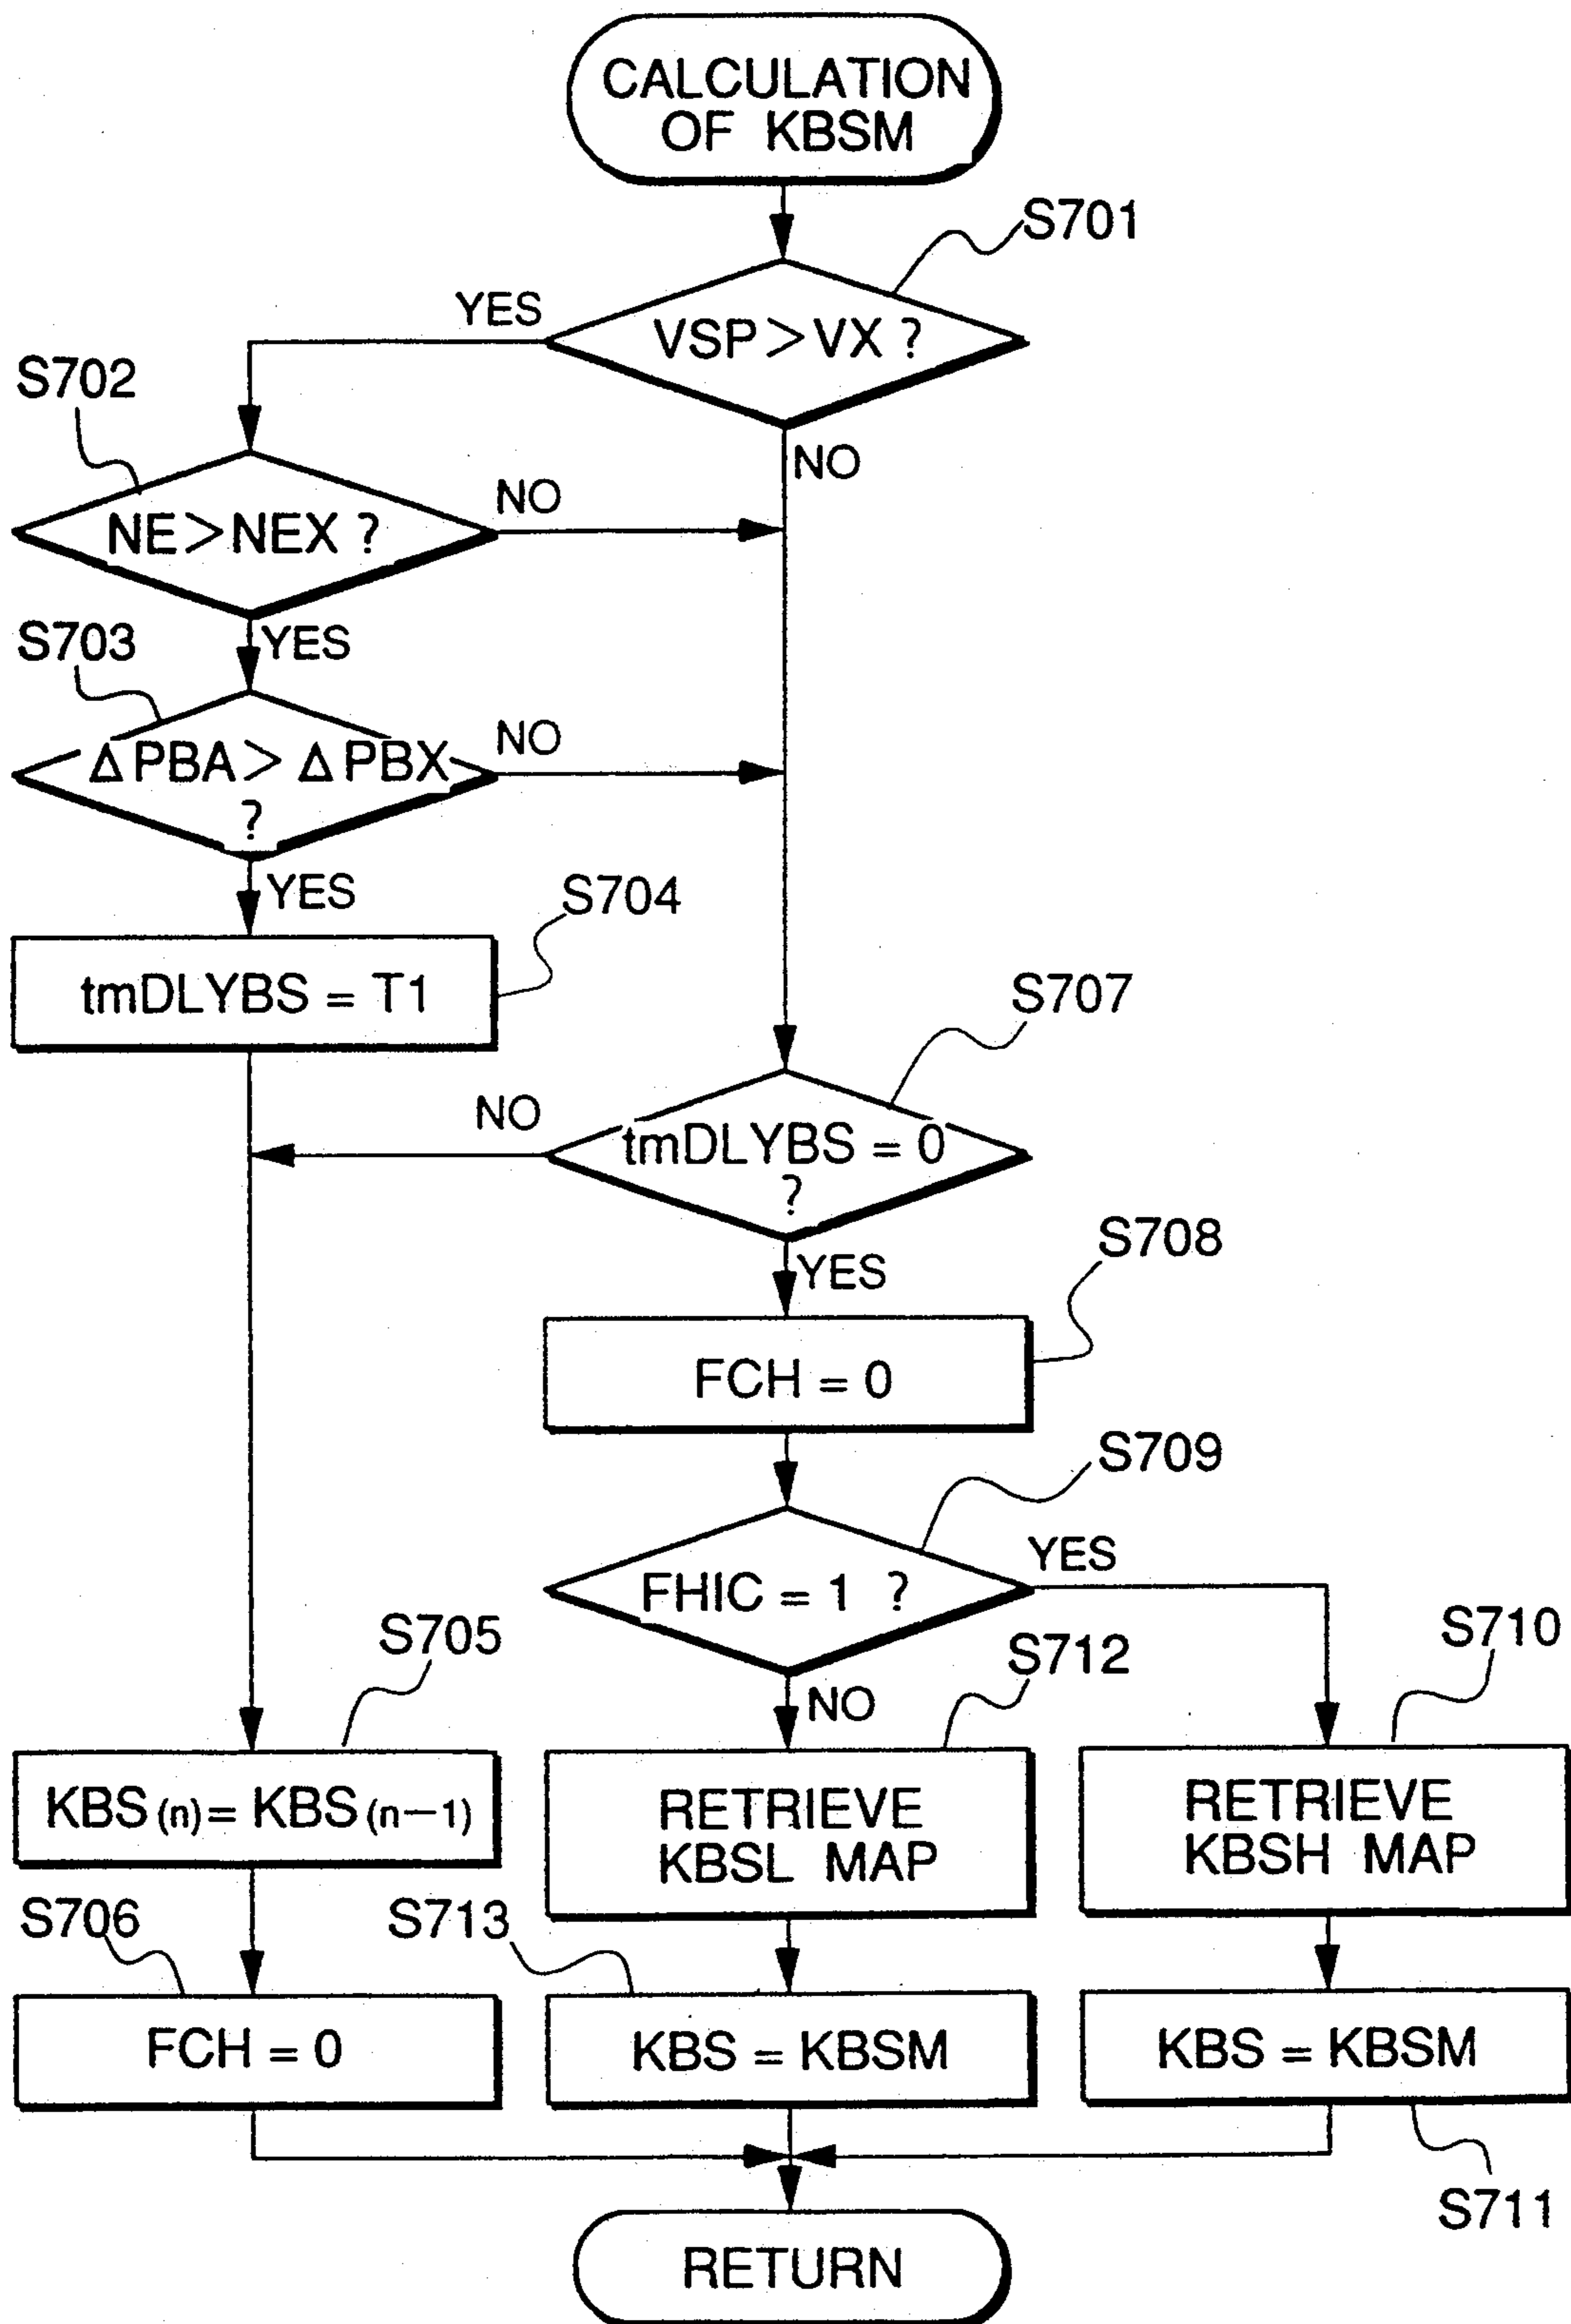 CALCULATION
OF KBSM
S701
YES
VSP>VX ?
S702
NO
NE>NEX ?
NO
S703
YES
ΔPBA> ΔPBX
?
NO
YES
S704
tmDLYBS = T1
S707
NO
tmDLYBS = 0
?
S708
YES
FCH = 0
S709
FHIC = 1 ?
YES
S705
S712
S710
NO
KBS(n)= KBS(n−1)
RETRIEVE
KBSL MAP
RETRIEVE
KBSH MAP
S706
S713
FCH = 0
KBS = KBSM
KBS = KBSM
S711
RETURN